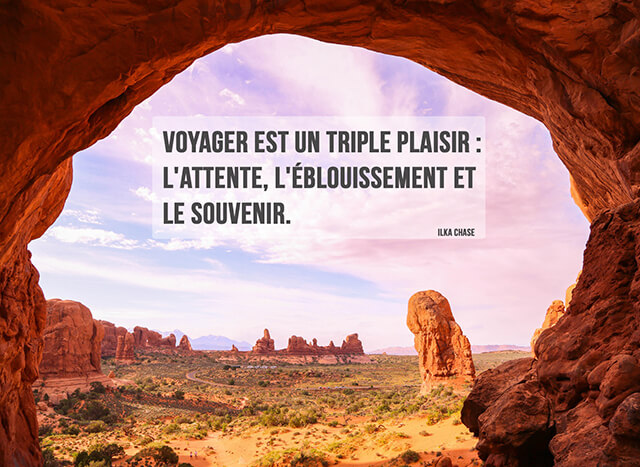 VOYAGER EST UN TRIPLE PLAISIR :
L'ATTENTE, L'ÉBLOUISSEMENT ET
LE SOUVENIR.
ILKA CHASE